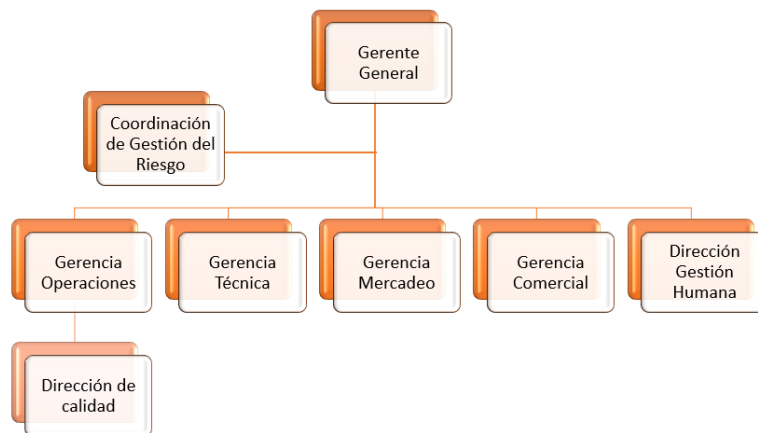 Gerente
General
Coordinación
de Gestión del
Riesgo
Gerencia
Operaciones
Gerencia
Técnica
Gerencia
Mercadeo
Gerencia
Comercial
Dirección
Gestión
Humana
Dirección de
calidad